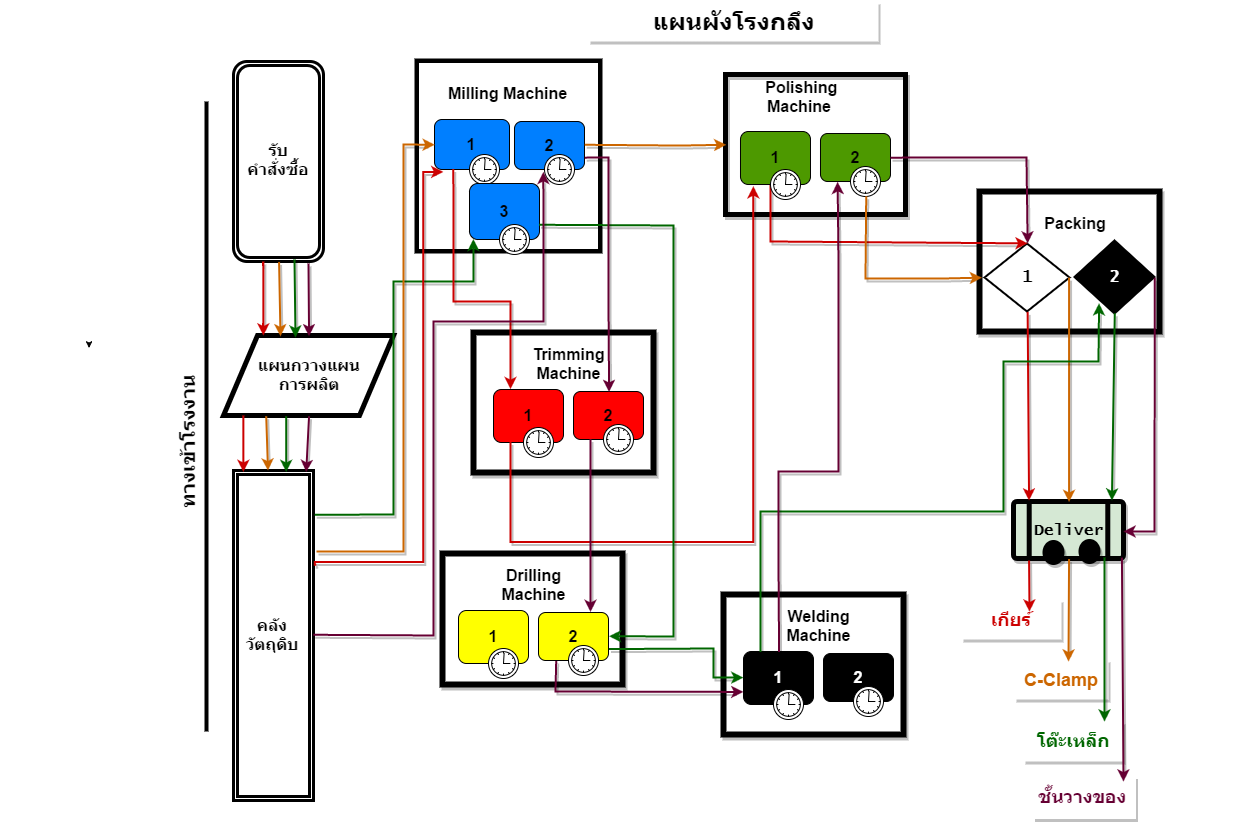 แผนผังโรงกลึง
รับ
คำสั่งซื้อ
แผนกวางแผน
การผลิต
ทางเข้าโรงงาน
คลัง
วัตถุดิบ
Milling Machine
1
2
3
Trimming
Machine
1
2
Drilling
Machine
1
2
Polishing
Machine
1
2
Welding
Machine
1
2
Packing
1
2
Deliver
เกียร์
C-Clamp
โต๊ะเหล็ก
ชั้นวางของ